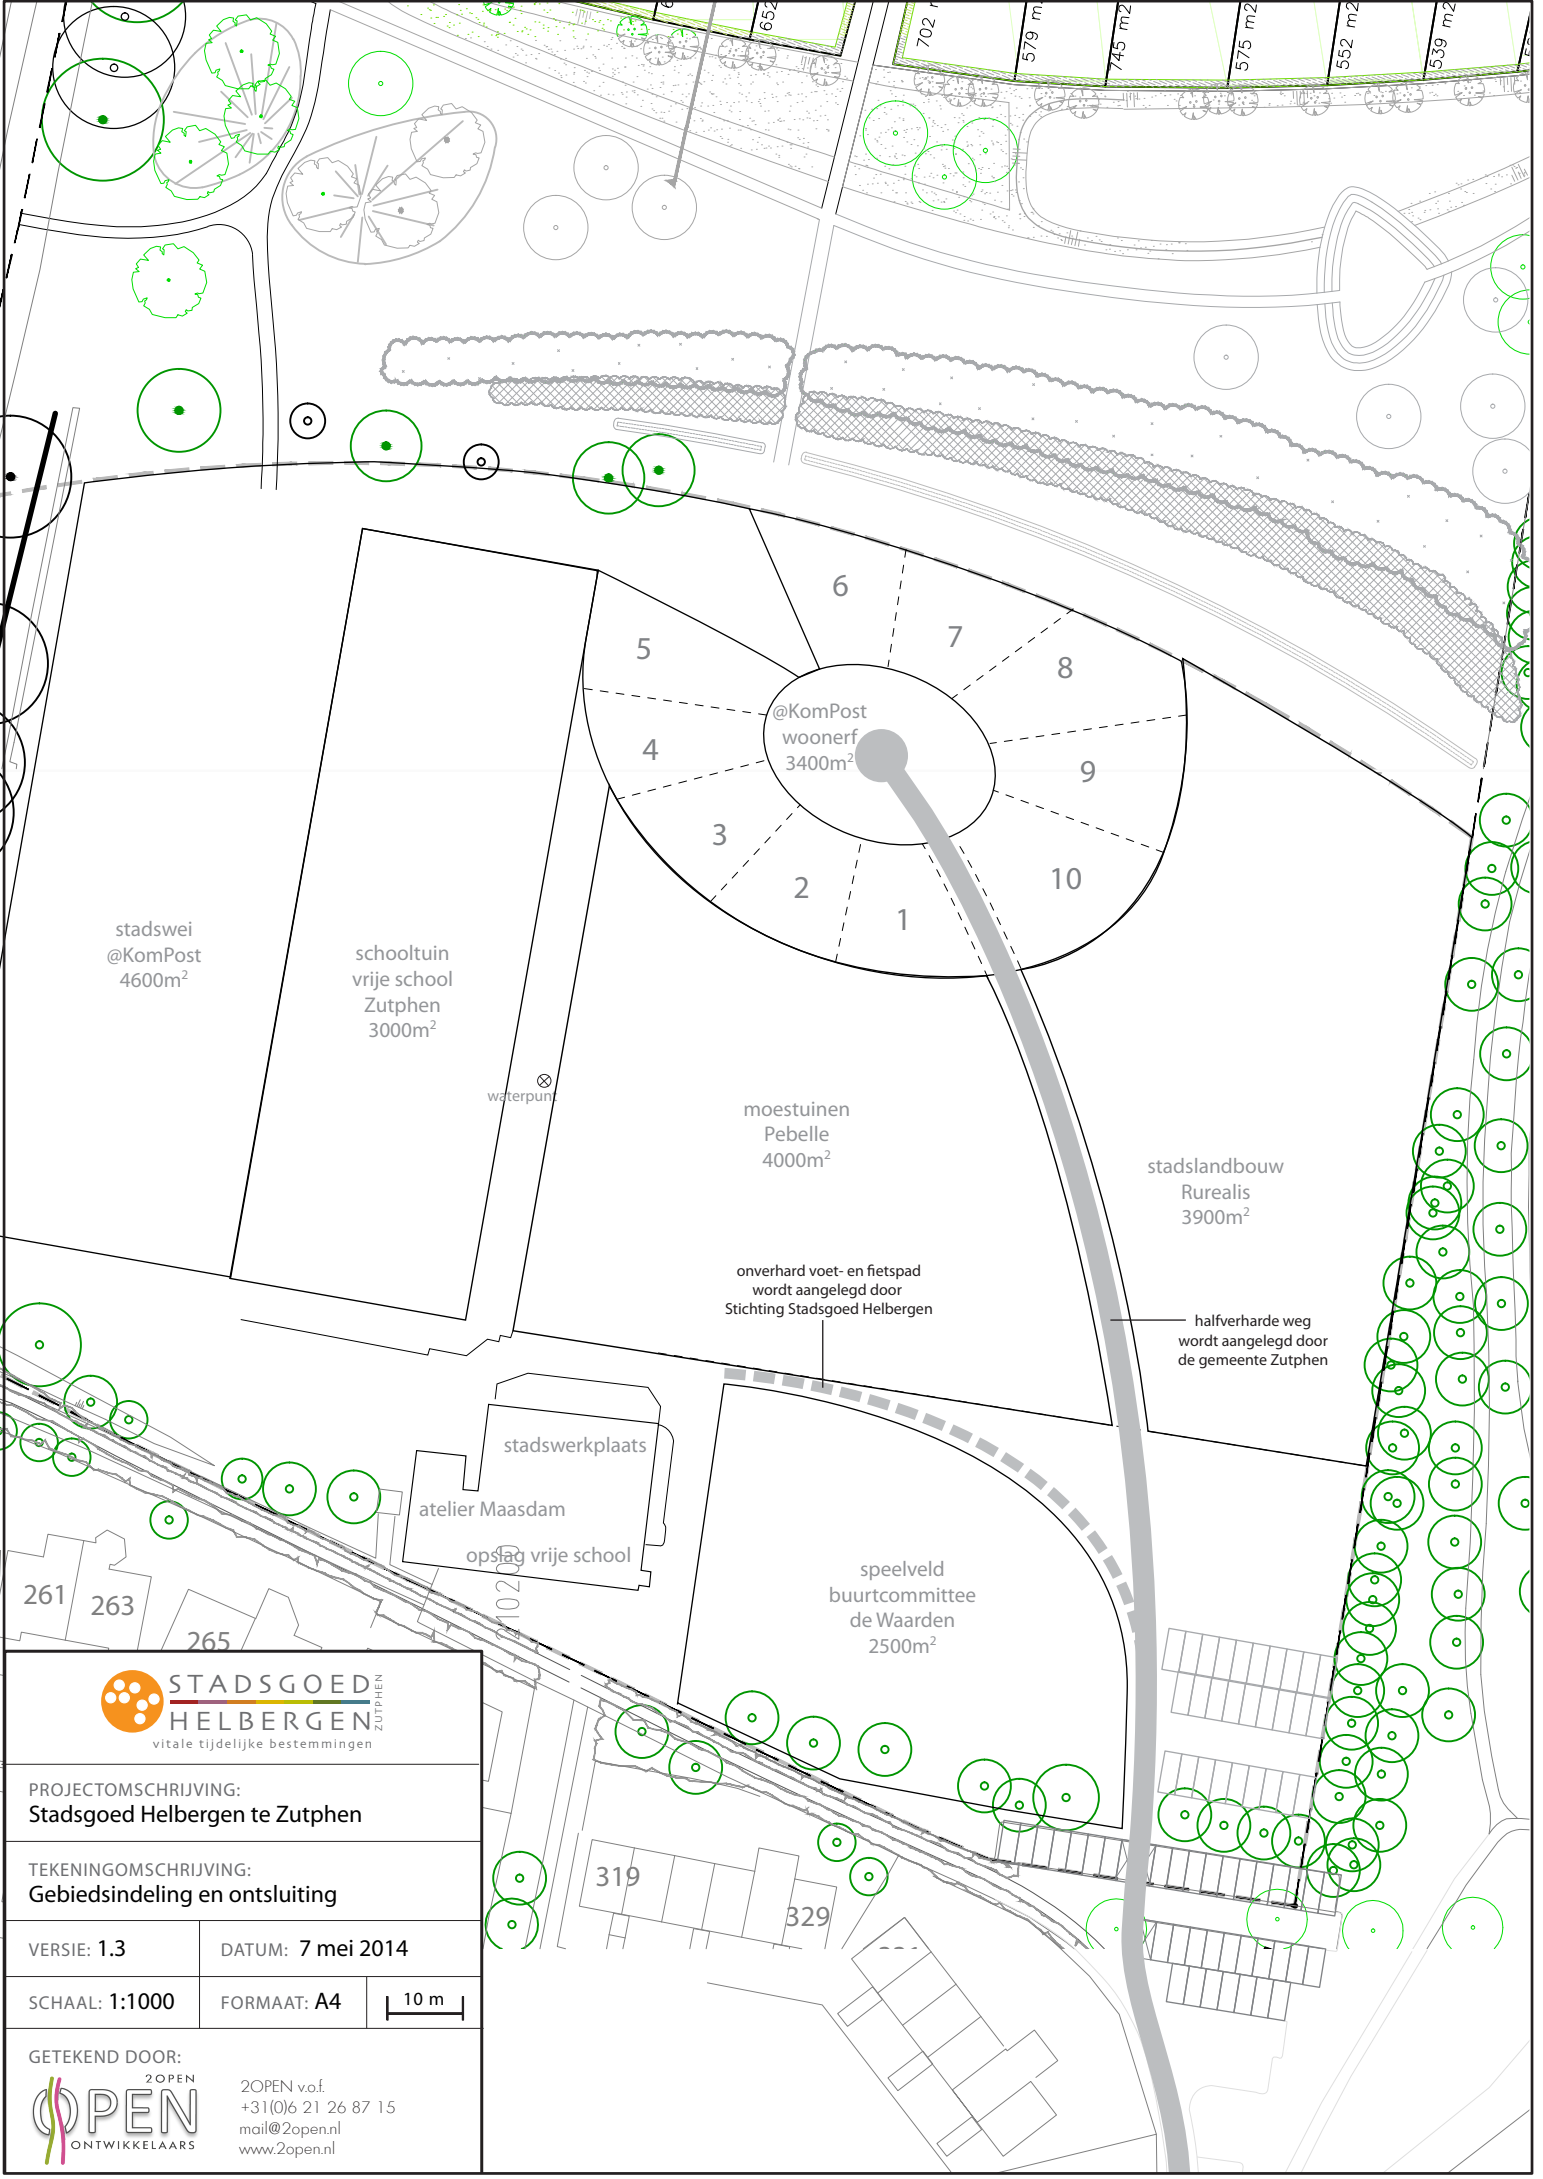 579 m2
745 m2
575 m2
552 m2
539 m2
702
652
6
7
5
8
@KomPost
woonerf
3400m²
4
9
3
10
2
1
stadswei
@KomPost
4600m²
schooltuin
vrije school
Zutphen
3000m²
waterpunt
moestuinen
Pebelle
4000m²
stadslandbouw
Rurealis
3900m²
onverhard voet- en fietspad
wordt aangelegd door
Stichting Stadsgoed Helbergen
halfverharde weg
wordt aangelegd door
de gemeente Zutphen
stadswerkplaats
atelier Maasdam
opslag vrije school
210200
speelveld
buurtcommittee
de Waarden
2500m²
261
263
265
319
329
STADSGOED
HELBERGEN
ZUTPHEN
vitale tijdelijke bestemmingen
PROJECTOMSCHRIJVING:
Stadsgoed Helbergen te Zutphen
TEKENINGOMSCHRIJVING:
Gebiedsindeling en ontsluiting
VERSIE: 1.3
DATUM: 7 mei 2014
SCHAAL: 1:1000
FORMAAT: A4
10 m
GETEKEND DOOR:
2OPEN
OPEN
ONTWIKKELAARS
2OPEN v.o.f.
+31(0)6 21 26 87 15
mail@2open.nl
www.2open.nl